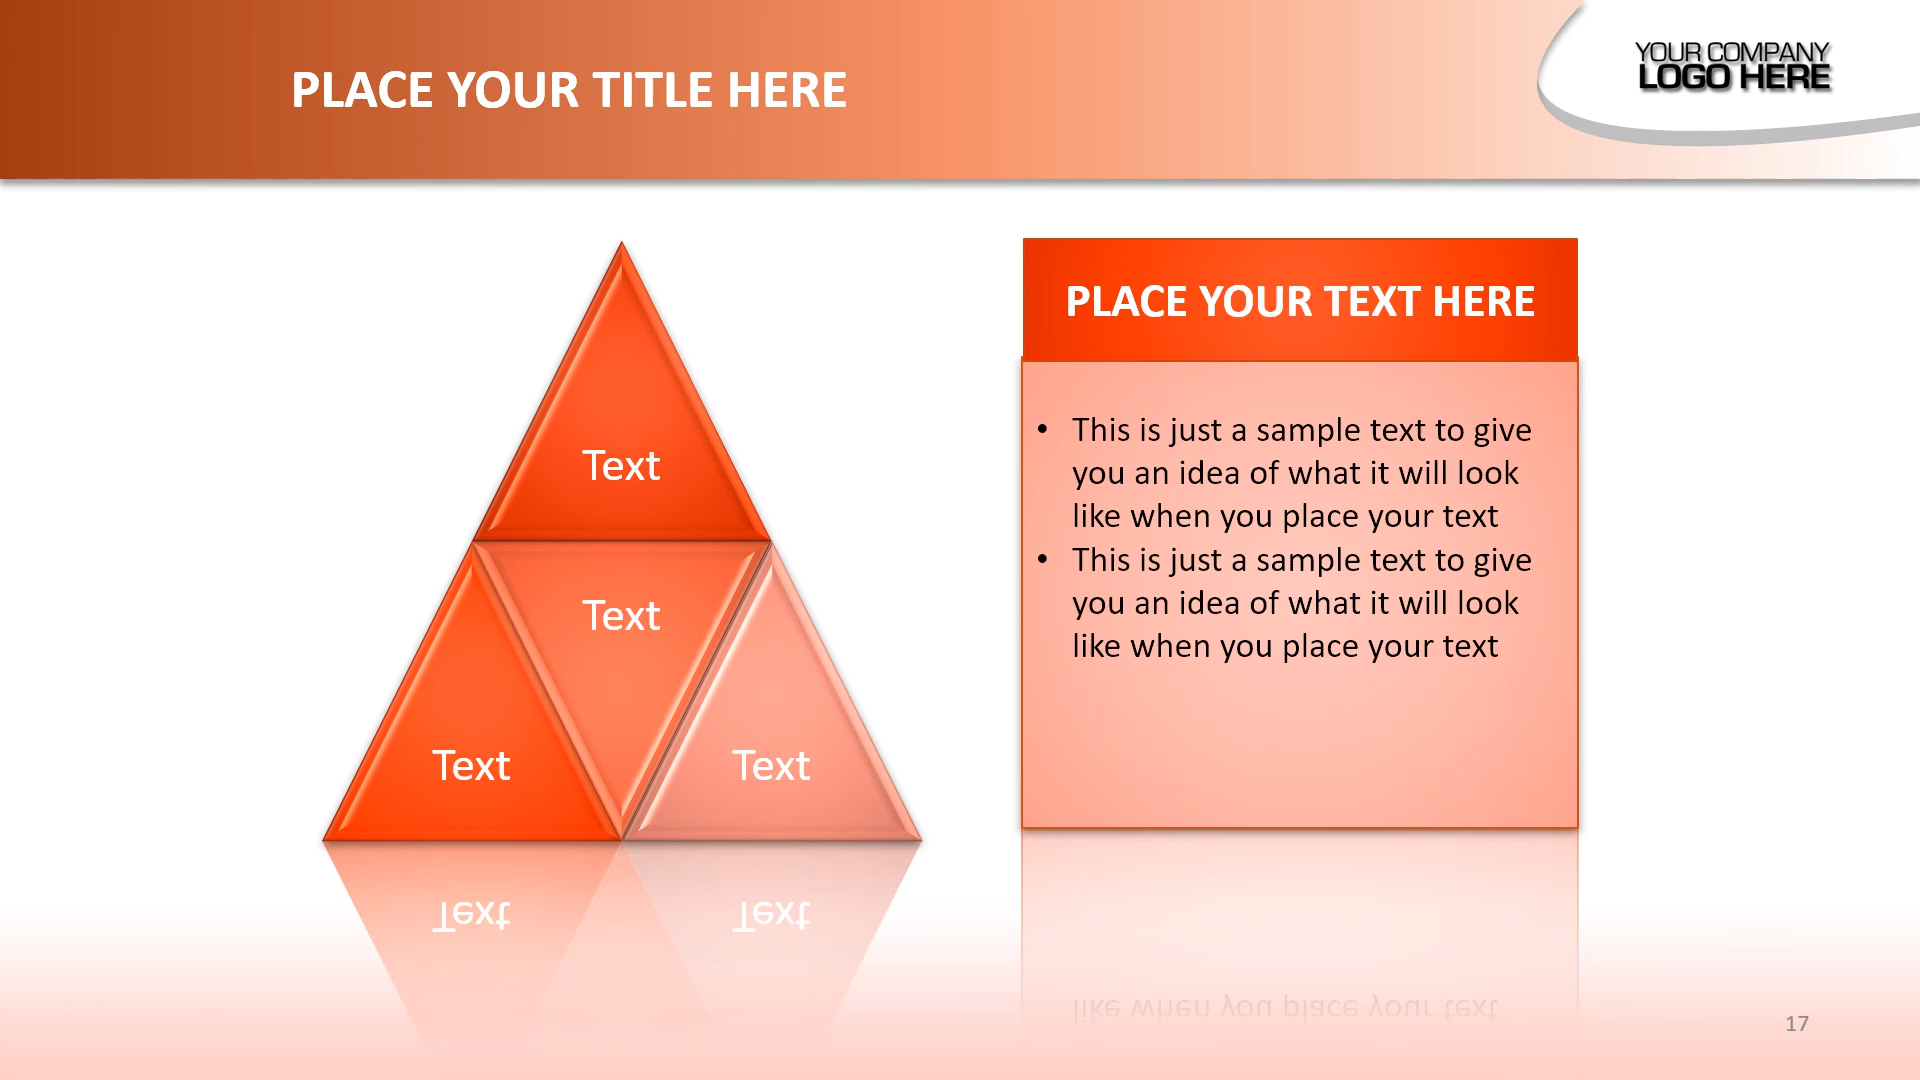 PLACE YOUR TITLE HERE
YOUR COMPANY
LOGO HERE
Text
Text
Text
Text
PLACE YOUR TEXT HERE
• This is just a sample text to give
you an idea of what it will look
like when you place your text
• This is just a sample text to give
you an idea of what it will look
like when you place your text
17